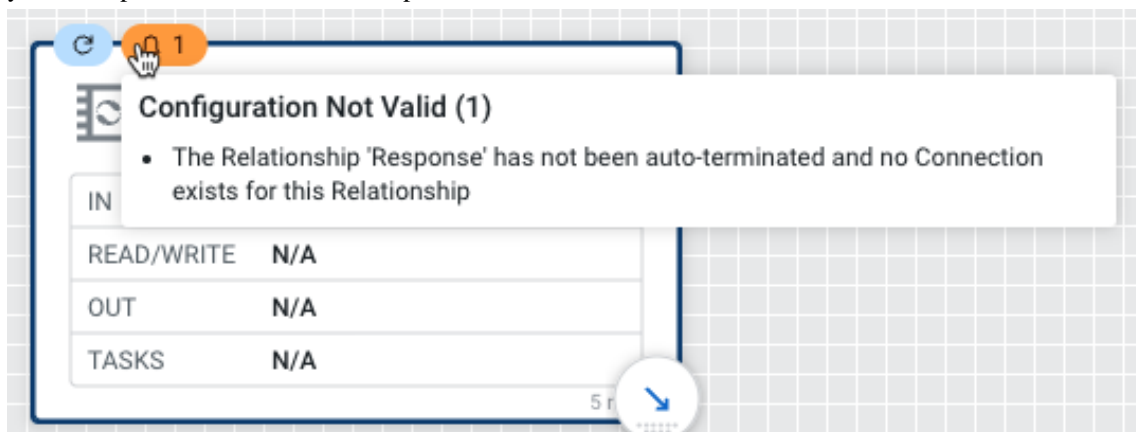 1
Configuration Not Valid (1)
• The Relationship 'Response' has not been auto-terminated and no Connection
exists for this Relationship
IN
READ/WRITE N/A
OUT N/A
TASKS N/A
5